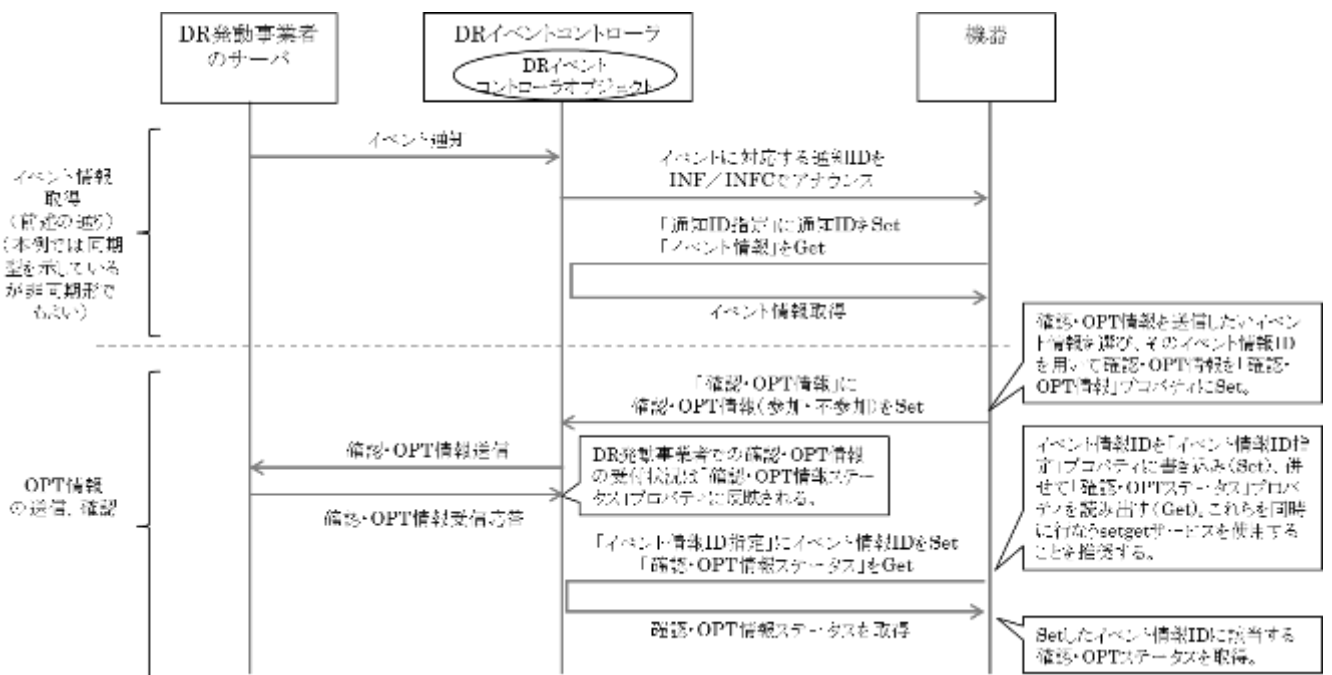 DR発動事業者
のサーバ
DRイベントコントローラ
DRイベント
コントローラオブジェクト
機器
イベント情報
取得
(前述の通り)
(本例では同期
型を示している
が非同期形で
もよい)
イベント通知
イベントに対応する通知IDを
INF/INFCでアナウンス
「通知ID指定」に通知IDをSet
「イベント情報」をGet
イベント情報取得
確認・OPT情報を送信したいイベン
ト情報を選び、そのイベント情報ID
を用いて確認・OPT情報を「確認・
OPT情報」プロパティにSet。
OPT情報
の送信、確認
「確認・OPT情報」に
確認・OPT情報(参加・不参加)をSet
確認・OPT情報送信
DR発動事業者での確認・OPT情報
の受付状況は「確認・OPT情報ステー
タス」プロパティに反映される。
確認・OPT情報受信応答
イベント情報IDを「イベント情報ID指
定」プロパティに書き込み(Set)、併
せて「確認・OPTステータス」プロパ
ティを読み出す(Get)。これらを同時
に行なうsetgetサービスを使用する
ことを推奨する。
「イベント情報ID指定」にイベント情報IDをSet
「確認・OPT情報ステータス」をGet
確認・OPT情報ステータスを取得
Setしたイベント情報IDに該当する
確認・OPTステータスを取得。